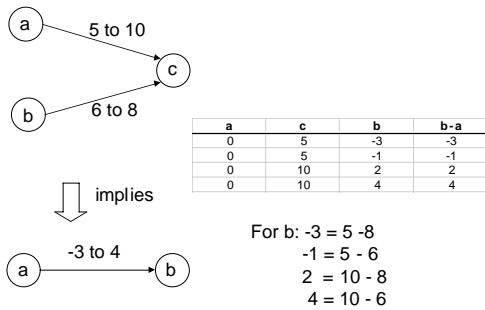 a
5 to 10
c
b
6 to 8
a c b b-a
0 5 -3 -3
0 5 -1 -1
0 10 2 2
0 10 4 4
implies
-3 to 4
a b
For b: -3 = 5 -8
-1 = 5 - 6
2 = 10 - 8
4 = 10 - 6